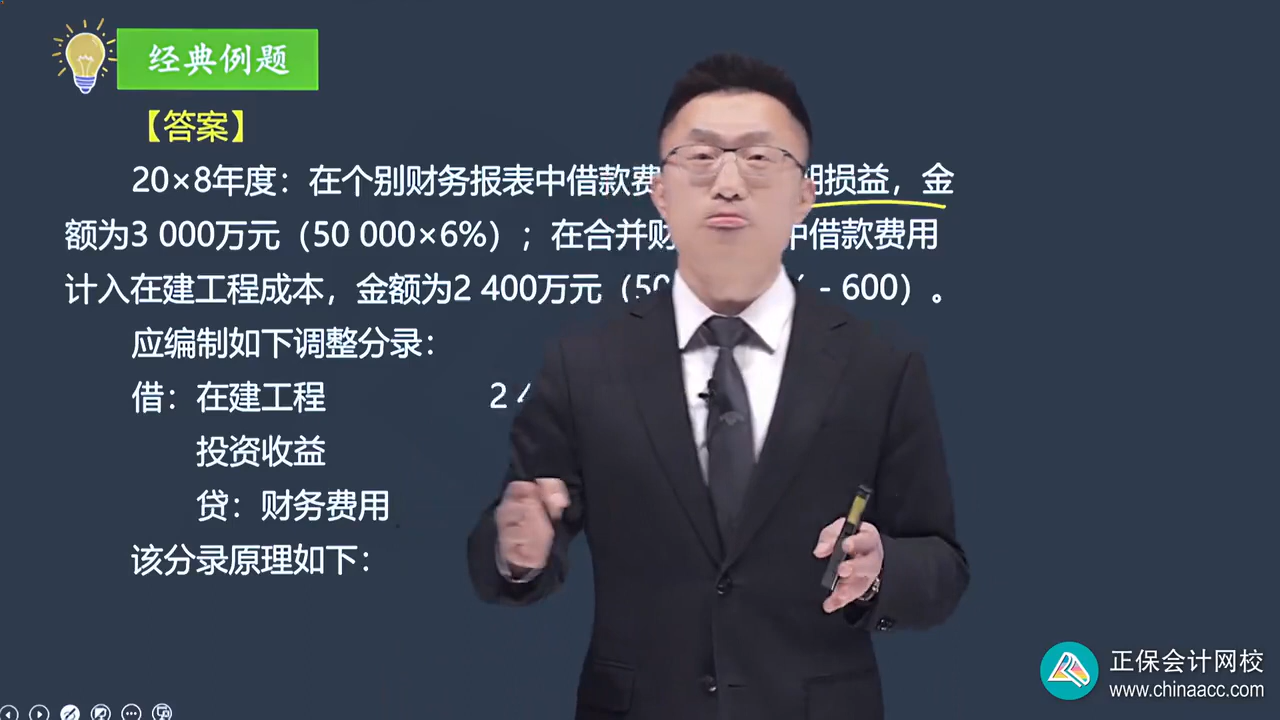 经典例题
【答案】
20×8年度：在个别财务报表中借款费 期损益，金
额为3 000万元（50 000×6%）；在合并财 中借款费用
计入在建工程成本，金额为2 400万元（50 - 600）。
应编制如下调整分录：
借：在建工程 2 4
投资收益
贷：财务费用
该分录原理如下：
正保会计网校
www.chinaacc.com